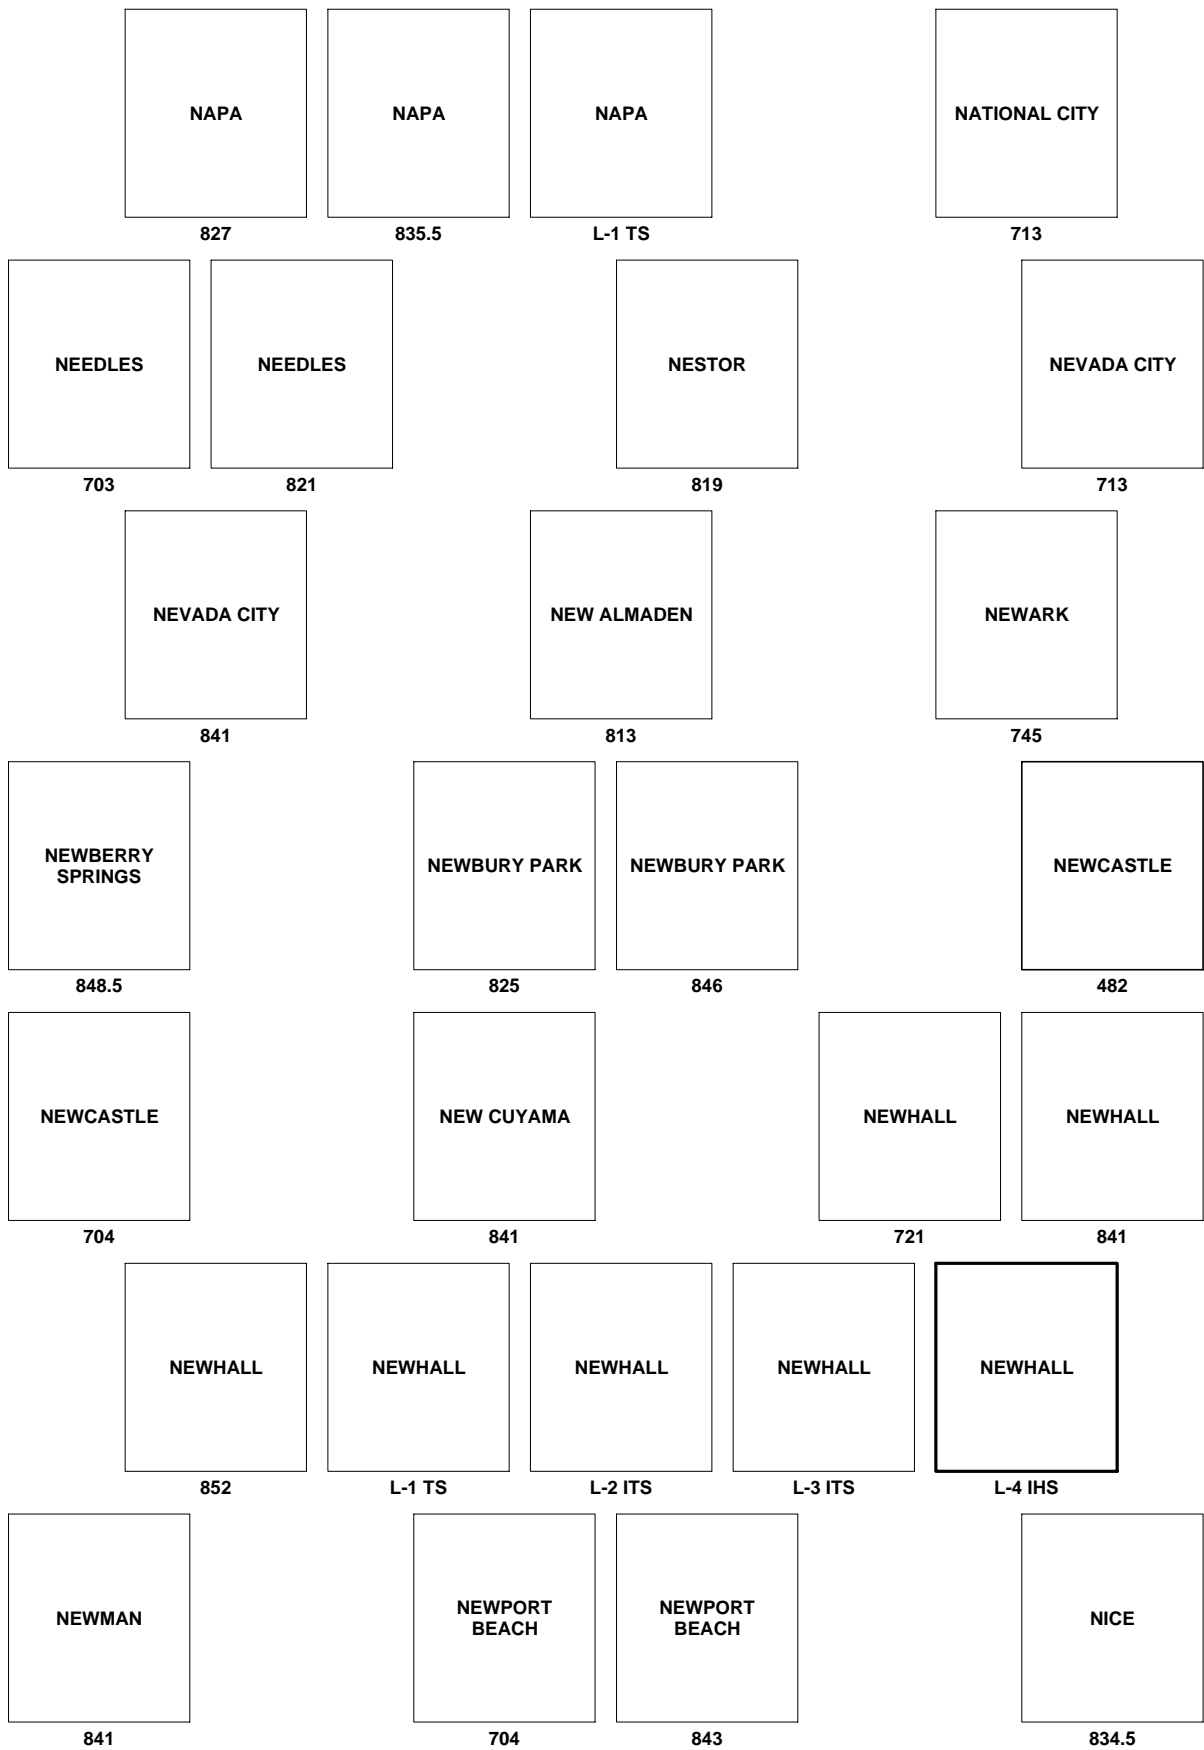 NAPA NAPA NAPA NATIONAL CITY
827 835.5 L-1 TS 713
NEEDLES NEEDLES NESTOR NEVADA CITY
703 821 819 713
NEVADA CITY NEW ALMADEN NEWARK
841 813 745
NEWBERRY
SPRINGS NEWBURY PARK NEWBURY PARK NEWCASTLE
848.5 825 846 482
NEWCASTLE NEW CUYAMA NEWHALL NEWHALL
704 841 721 841
NEWHALL NEWHALL NEWHALL NEWHALL NEWHALL
852 L-1 TS L-2 ITS L-3 ITS L-4 IHS
NEWMAN NEWPORT NEWPORT NICE
BEACH BEACH
841 704 843 834.5